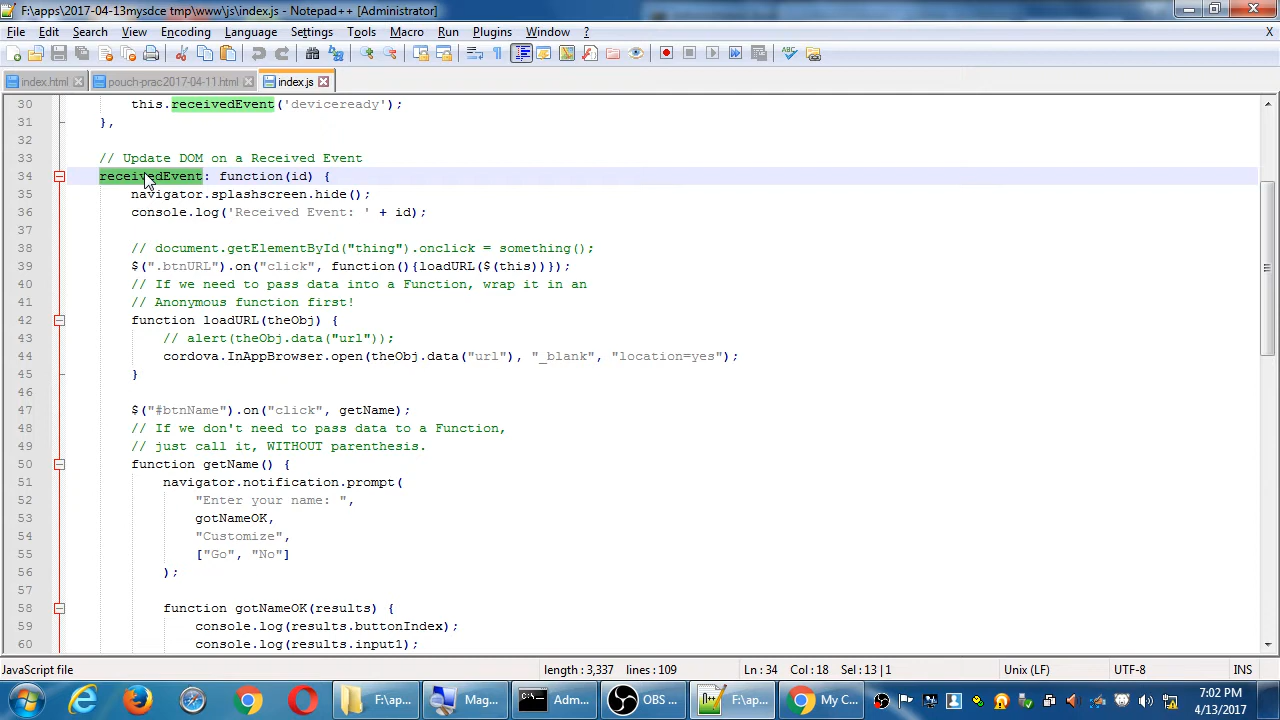 F:\apps\2017-04-13mysdce tmp\www\js\index.js - Notepad++ [Administrator]
File Edit Search View Encoding Language Settings Tools Macro Run Plugins Window ? X
index.html pouch-prac2017-04-11.html index.js
30 this.receivedEvent('deviceready');
31 },
32
33 // Update DOM on a Received Event
34 receivedEvent: function(id) {
35 navigator.splashscreen.hide();
36 console.log('Received Event: ' + id);
37
38 // document.getElementById("thing").onclick = something();
39 $(".btnURL").on("click", function(){loadURL($(this))});
40 // If we need to pass data into a Function, wrap it in an
41 // Anonymous function first!
42 function loadURL(theObj) {
43 // alert(theObj.data("url"));
44 cordova.InAppBrowser.open(theObj.data("url"), "_blank", "location=yes");
45 }
46
47 $("#btnName").on("click", getName);
48 // If we don't need to pass data to a Function,
49 // just call it, WITHOUT parenthesis.
50 function getName() {
51 navigator.notification.prompt(
52 "Enter your name: ",
53 gotNameOK,
54 "Customize",
55 ["Go", "No"]
56 );
57
58 function gotNameOK(results) {
59 console.log(results.buttonIndex);
60 console.log(results.input1);
JavaScript file length : 3,337 lines : 109 Ln : 34 Col : 18 Sel : 13 | 1 Unix (LF) UTF-8 INS
F:\ap... Mag... Adm... OBS ... F:\ap... My C... 7:02 PM
4/13/2017